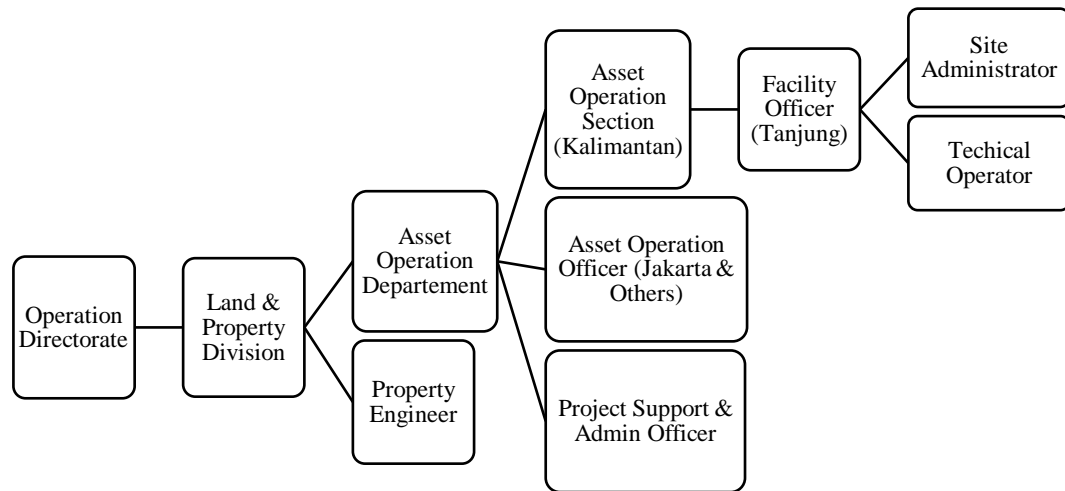 Operation
Directorate
Land &
Property
Division
Asset
Operation
Departement
Property
Engineer
Asset
Operation
Section
(Kalimantan)
Asset Operation
Officer (Jakarta &
Others)
Project Support &
Admin Officer
Facility
Officer
(Tanjung)
Site
Administrator
Techical
Operator